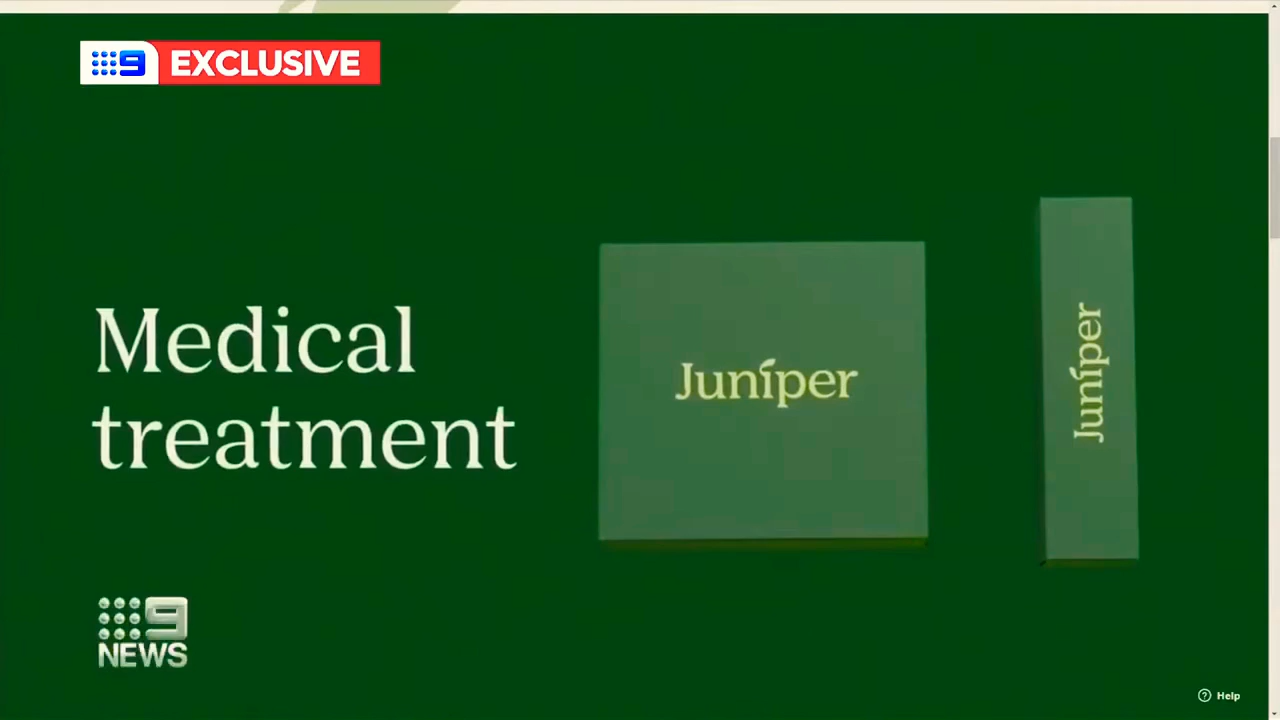 9 EXCLUSIVE
Medical
treatment
Juniper
Juniper
9
NEWS
Help